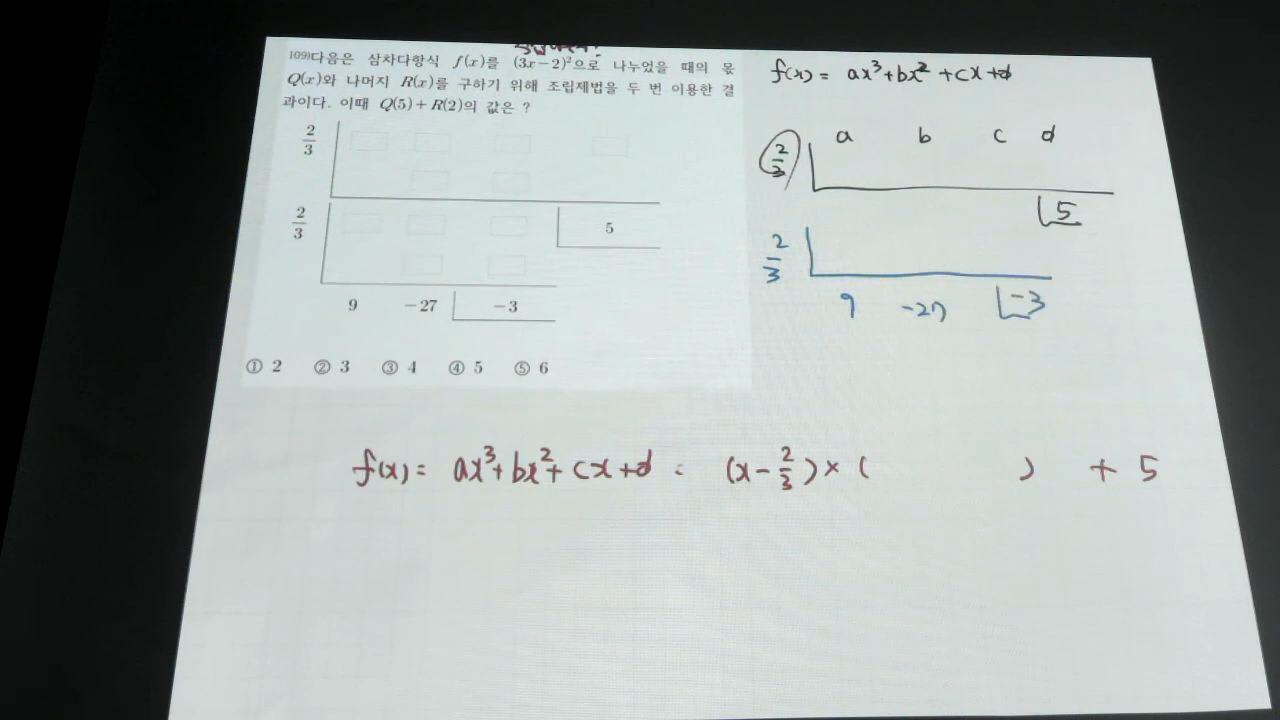 109)다음은 삼차다항식 f(x)를 (3x-2)²으로 나누었을 때의 몫
Q(x)와 나머지 R(x)를 구하기 위해 조립제법을 두 번 이용한 결
과이다. 이때 Q(5)+R(2)의 값은?
2/3
2/3 5
9 -27 -3
① 2 ② 3 ③ 4 ④ 5 ⑤ 6
f(x)= ax³+bx²+cx+d
a b c d
2/3
5
2/3
9 -27 -3
f(x)= ax³+bx²+cx+d = (x-2/3)×( ) + 5